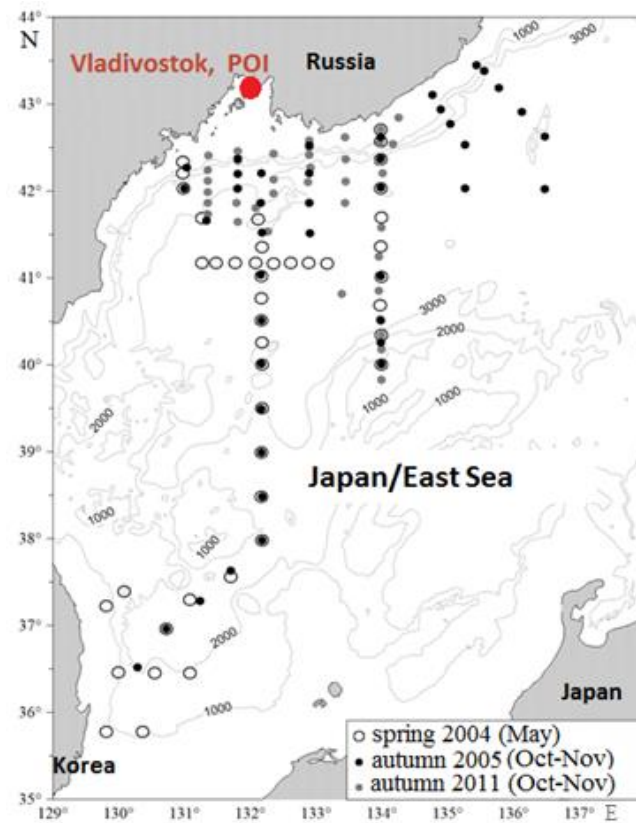 44°
N
43°
42°
41°
40°
39°
38°
37°
36°
35°
Vladivostok, POI
Russia
1000
3000
3000
2000
1000
1000
2000
1000
1000
2000
1000
Japan/East Sea
Japan
Korea
spring 2004 (May)
autumn 2005 (Oct-Nov)
autumn 2011 (Oct-Nov)
129° 130° 131° 132° 133° 134° 135° 136° 137° E